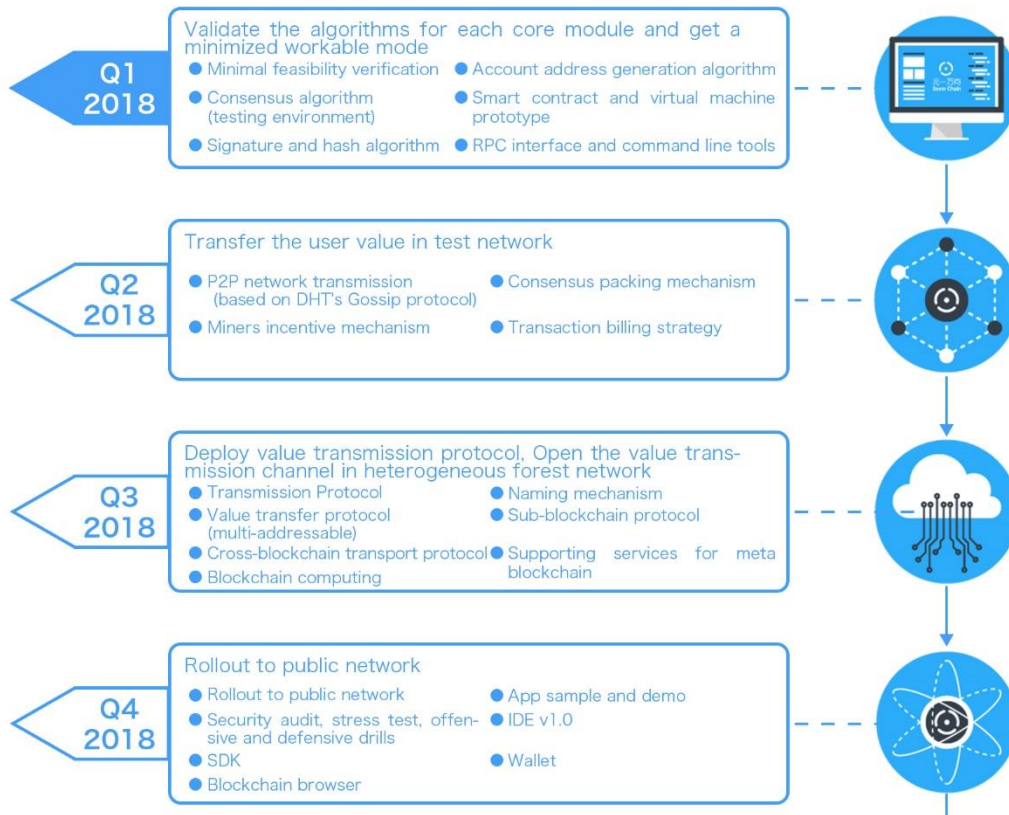 Q1
2018
Validate the algorithms for each core module and get a
minimized workable mode
Minimal feasibility verification
Account address generation algorithm
Consensus algorithm
(testing environment)
Smart contract and virtual machine
prototype
Signature and hash algorithm
RPC interface and command line tools
Q2
2018
Transfer the user value in test network
P2P network transmission
(based on DHT's Gossip protocol)
Consensus packing mechanism
Miners incentive mechanism
Transaction billing strategy
Q3
2018
Deploy value transmission protocol, Open the value trans-
mission channel in heterogeneous forest network
Transmission Protocol
Naming mechanism
Value transfer protocol
(multi-addressable)
Sub-blockchain protocol
Cross-blockchain transport protocol
Supporting services for meta
blockchain
Blockchain computing
Q4
2018
Rollout to public network
Rollout to public network
App sample and demo
Security audit, stress test, offen-
sive and defensive drills
IDE v1.0
SDK
Wallet
Blockchain browser